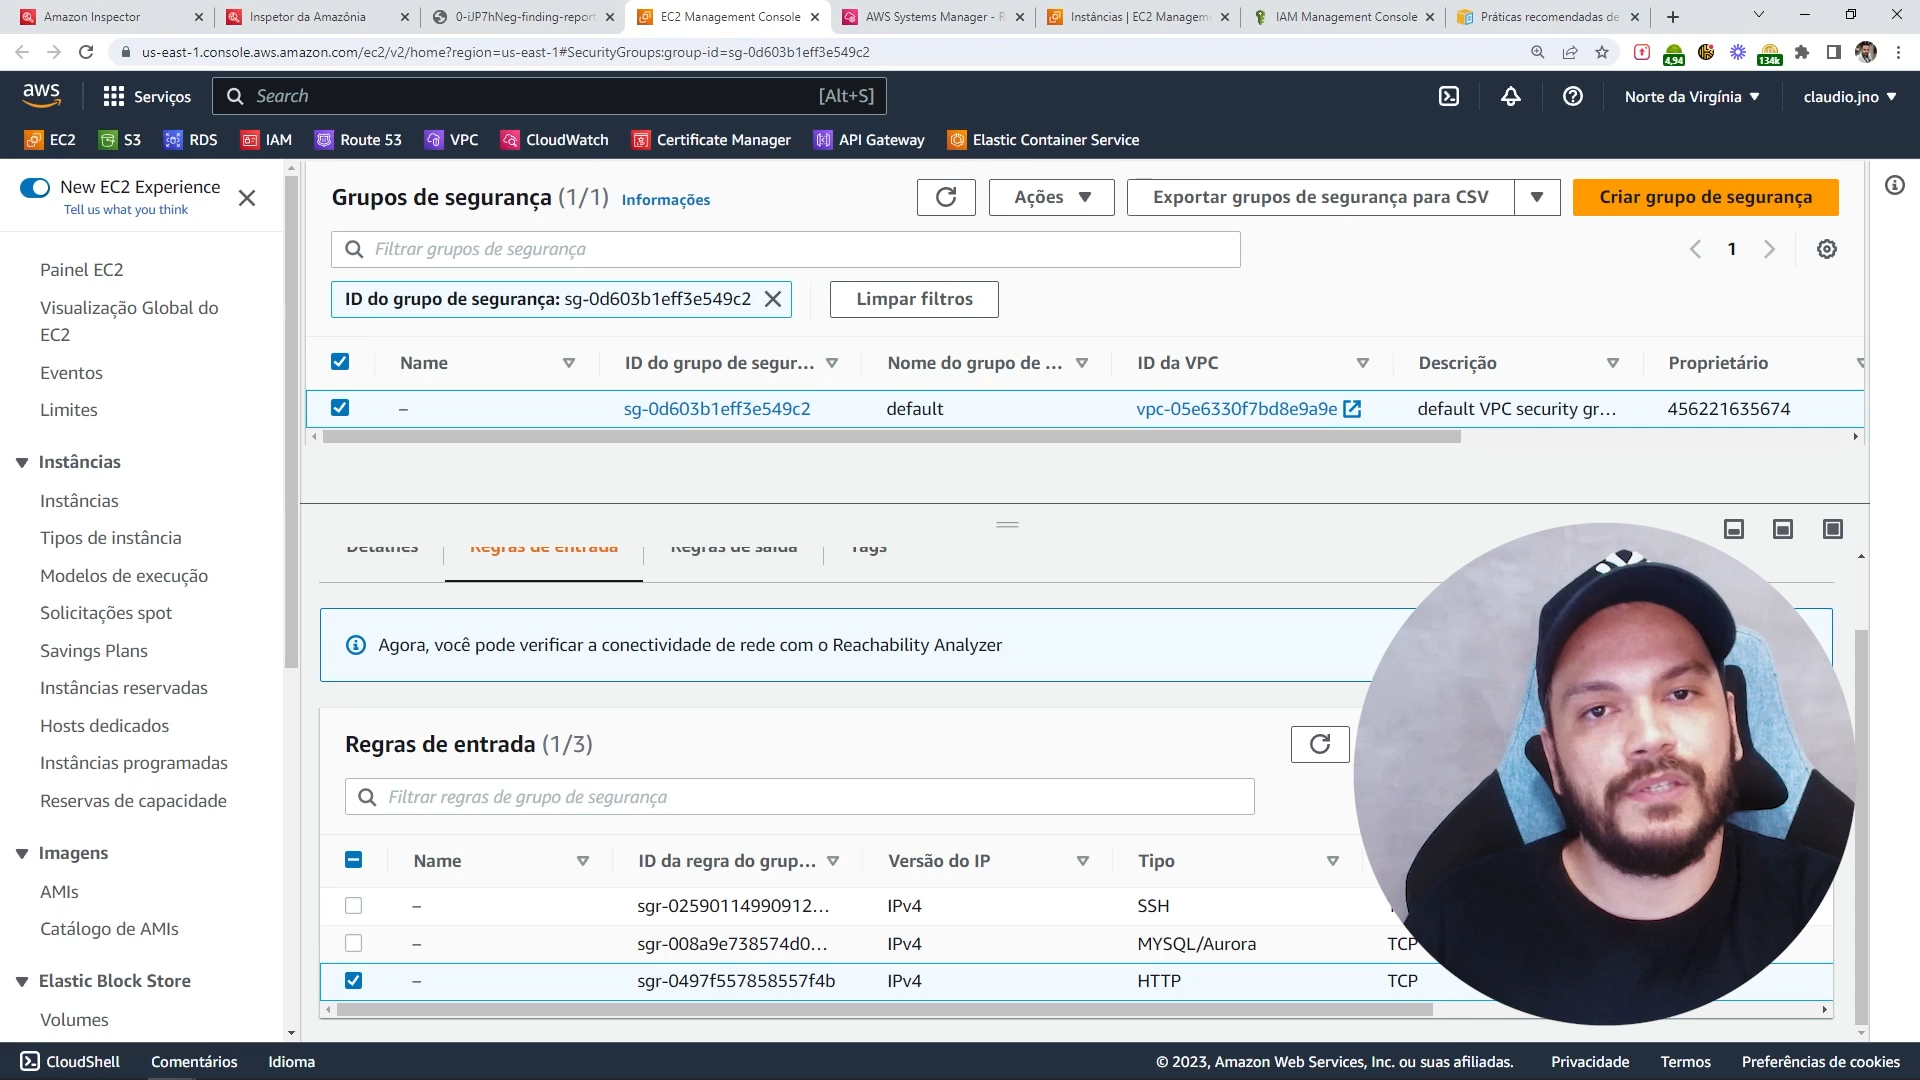 Amazon Inspector
Inspetor da Amazônia
0-iJP7hNeg-finding-report
EC2 Management Console
AWS Systems Manager - R
Instâncias | EC2 Managem
IAM Management Console
Práticas recomendadas de
us-east-1.console.aws.amazon.com/ec2/v2/home?region=us-east-1#SecurityGroups:group-id=sg-0d603b1eff3e549c2
4,94
134k
aws
Serviços
Search
[Alt+S]
Norte da Virgínia
claudio.jno
EC2
S3
RDS
IAM
Route 53
VPC
CloudWatch
Certificate Manager
API Gateway
Elastic Container Service
New EC2 Experience
Tell us what you think
Painel EC2
Visualização Global do
EC2
Eventos
Limites
Instâncias
Instâncias
Tipos de instância
Modelos de execução
Solicitações spot
Savings Plans
Instâncias reservadas
Hosts dedicados
Instâncias programadas
Reservas de capacidade
Imagens
AMIs
Catálogo de AMIs
Elastic Block Store
Volumes
Grupos de segurança (1/1) Informações
Ações
Exportar grupos de segurança para CSV
Criar grupo de segurança
Filtrar grupos de segurança
1
ID do grupo de segurança: sg-0d603b1eff3e549c2
Limpar filtros
Name ID do grupo de segur... Nome do grupo de ... ID da VPC Descrição Proprietário
– sg-0d603b1eff3e549c2 default vpc-05e6330f7bd8e9a9e default VPC security gr... 456221635674
Detalhes Regras de entrada Regras de saída Tags
Agora, você pode verificar a conectividade de rede com o Reachability Analyzer
Regras de entrada (1/3)
Filtrar regras de grupo de segurança
Name ID da regra do grup... Versão do IP Tipo
– sgr-02590114990912... IPv4 SSH
– sgr-008a9e738574d0... IPv4 MYSQL/Aurora TCP
– sgr-0497f557858557f4b IPv4 HTTP TCP
CloudShell
Comentários
Idioma
© 2023, Amazon Web Services, Inc. ou suas afiliadas.
Privacidade
Termos
Preferências de cookies